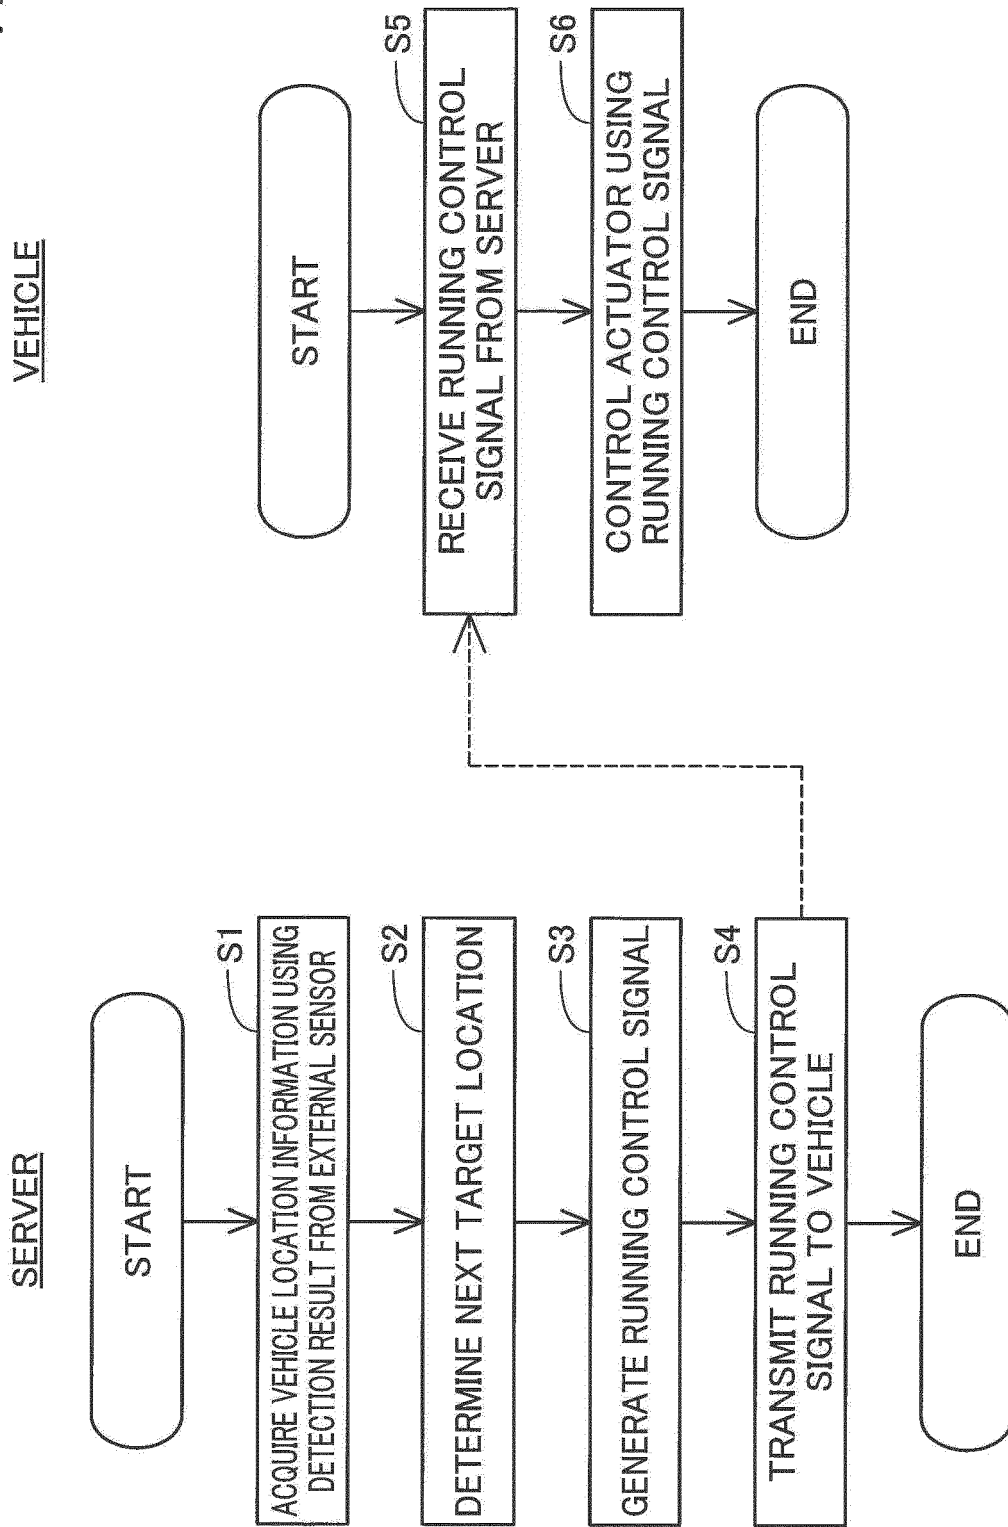 SERVER
START
S1
ACQUIRE VEHICLE LOCATION INFORMATION USING
DETECTION RESULT FROM EXTERNAL SENSOR
S2
DETERMINE NEXT TARGET LOCATION
S3
GENERATE RUNNING CONTROL SIGNAL
S4
TRANSMIT RUNNING CONTROL
SIGNAL TO VEHICLE
END
VEHICLE
START
S5
RECEIVE RUNNING CONTROL
SIGNAL FROM SERVER
S6
CONTROL ACTUATOR USING
RUNNING CONTROL SIGNAL
END